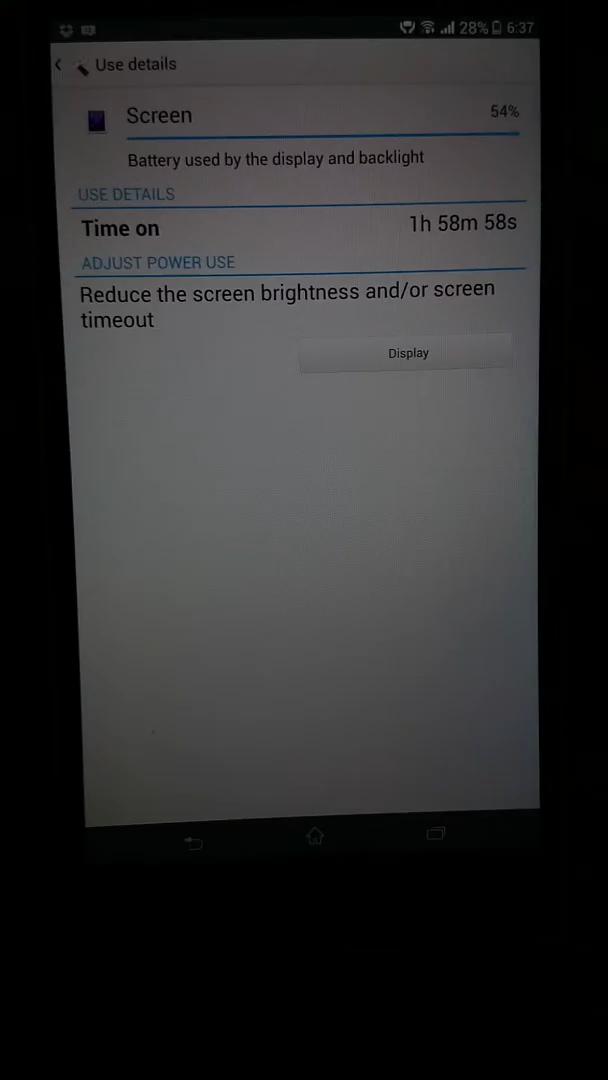 28% 6:37
Use details
Screen 54%
Battery used by the display and backlight
USE DETAILS
Time on 1h 58m 58s
ADJUST POWER USE
Reduce the screen brightness and/or screen
timeout
Display